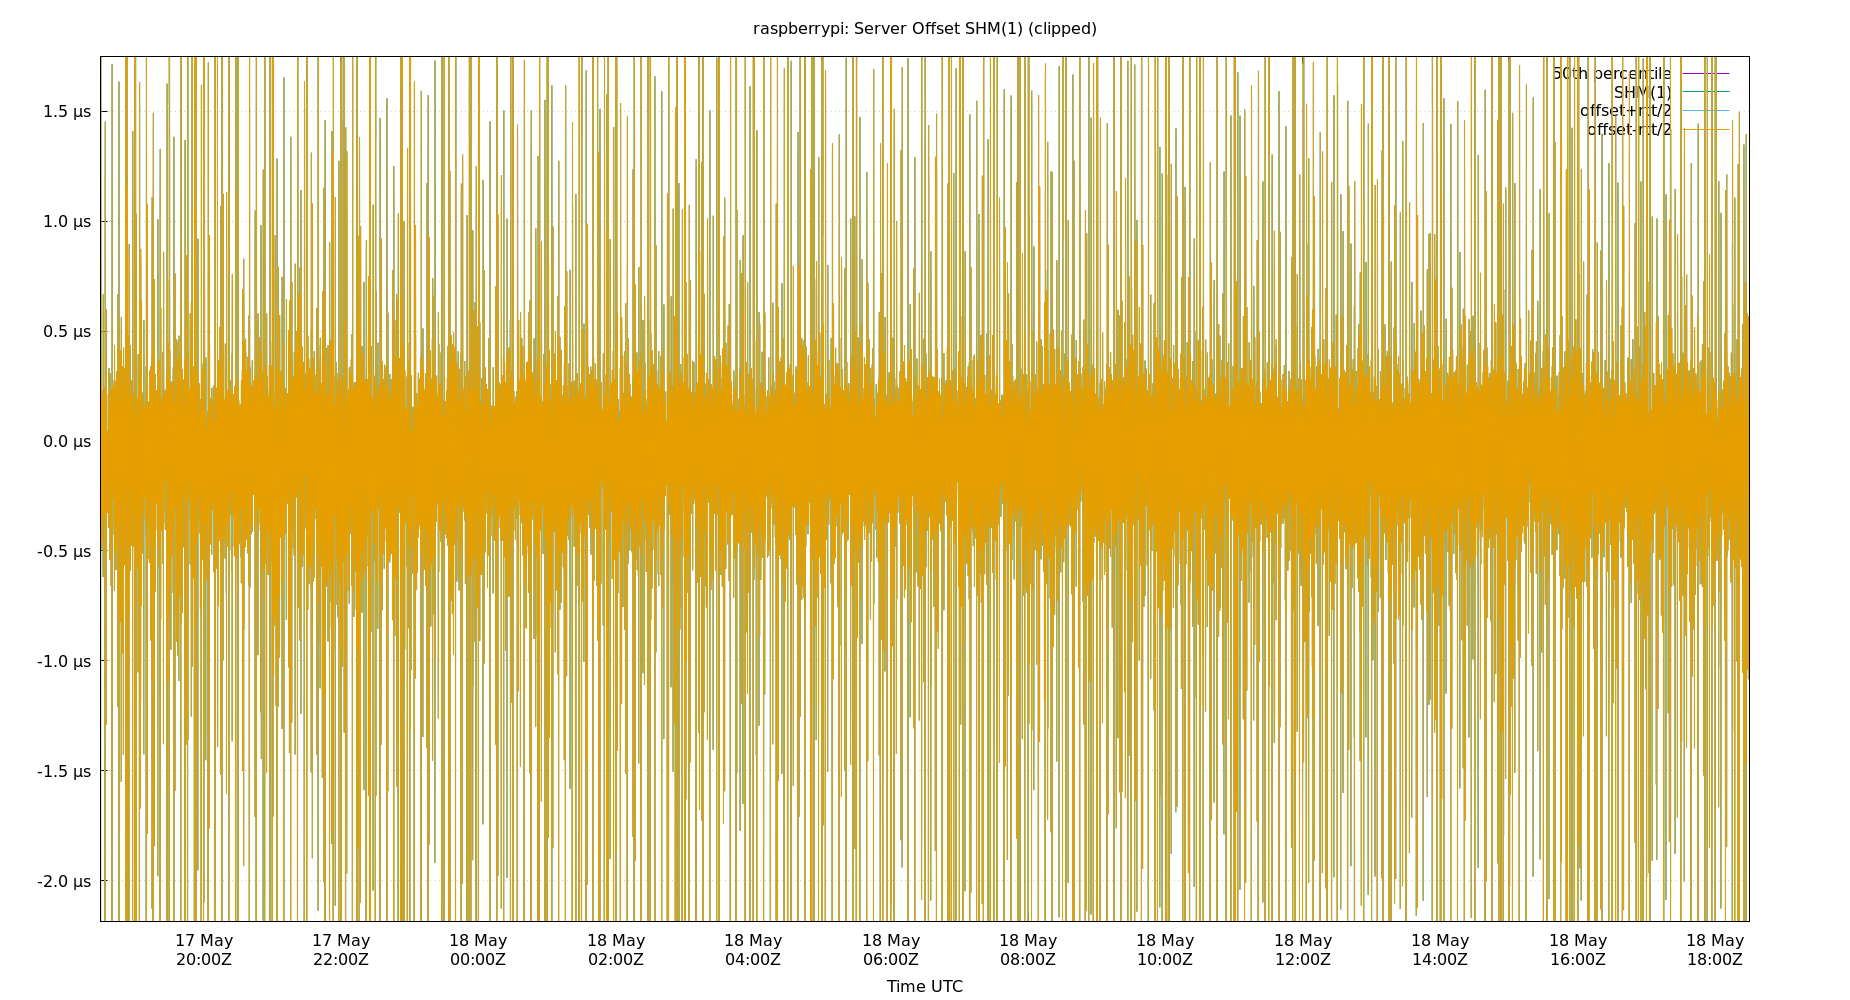 raspberrypi: Server Offset SHM(1) (clipped)
50th percentile
SHM(1)
offset+rtt/2
offset-rtt/2
1.5 µs
1.0 µs
0.5 µs
0.0 µs
-0.5 µs
-1.0 µs
-1.5 µs
-2.0 µs
17 May 17 May 18 May 18 May 18 May 18 May 18 May 18 May 18 May 18 May 18 May 18 May
20:00Z 22:00Z 00:00Z 02:00Z 04:00Z 06:00Z 08:00Z 10:00Z 12:00Z 14:00Z 16:00Z 18:00Z
Time UTC